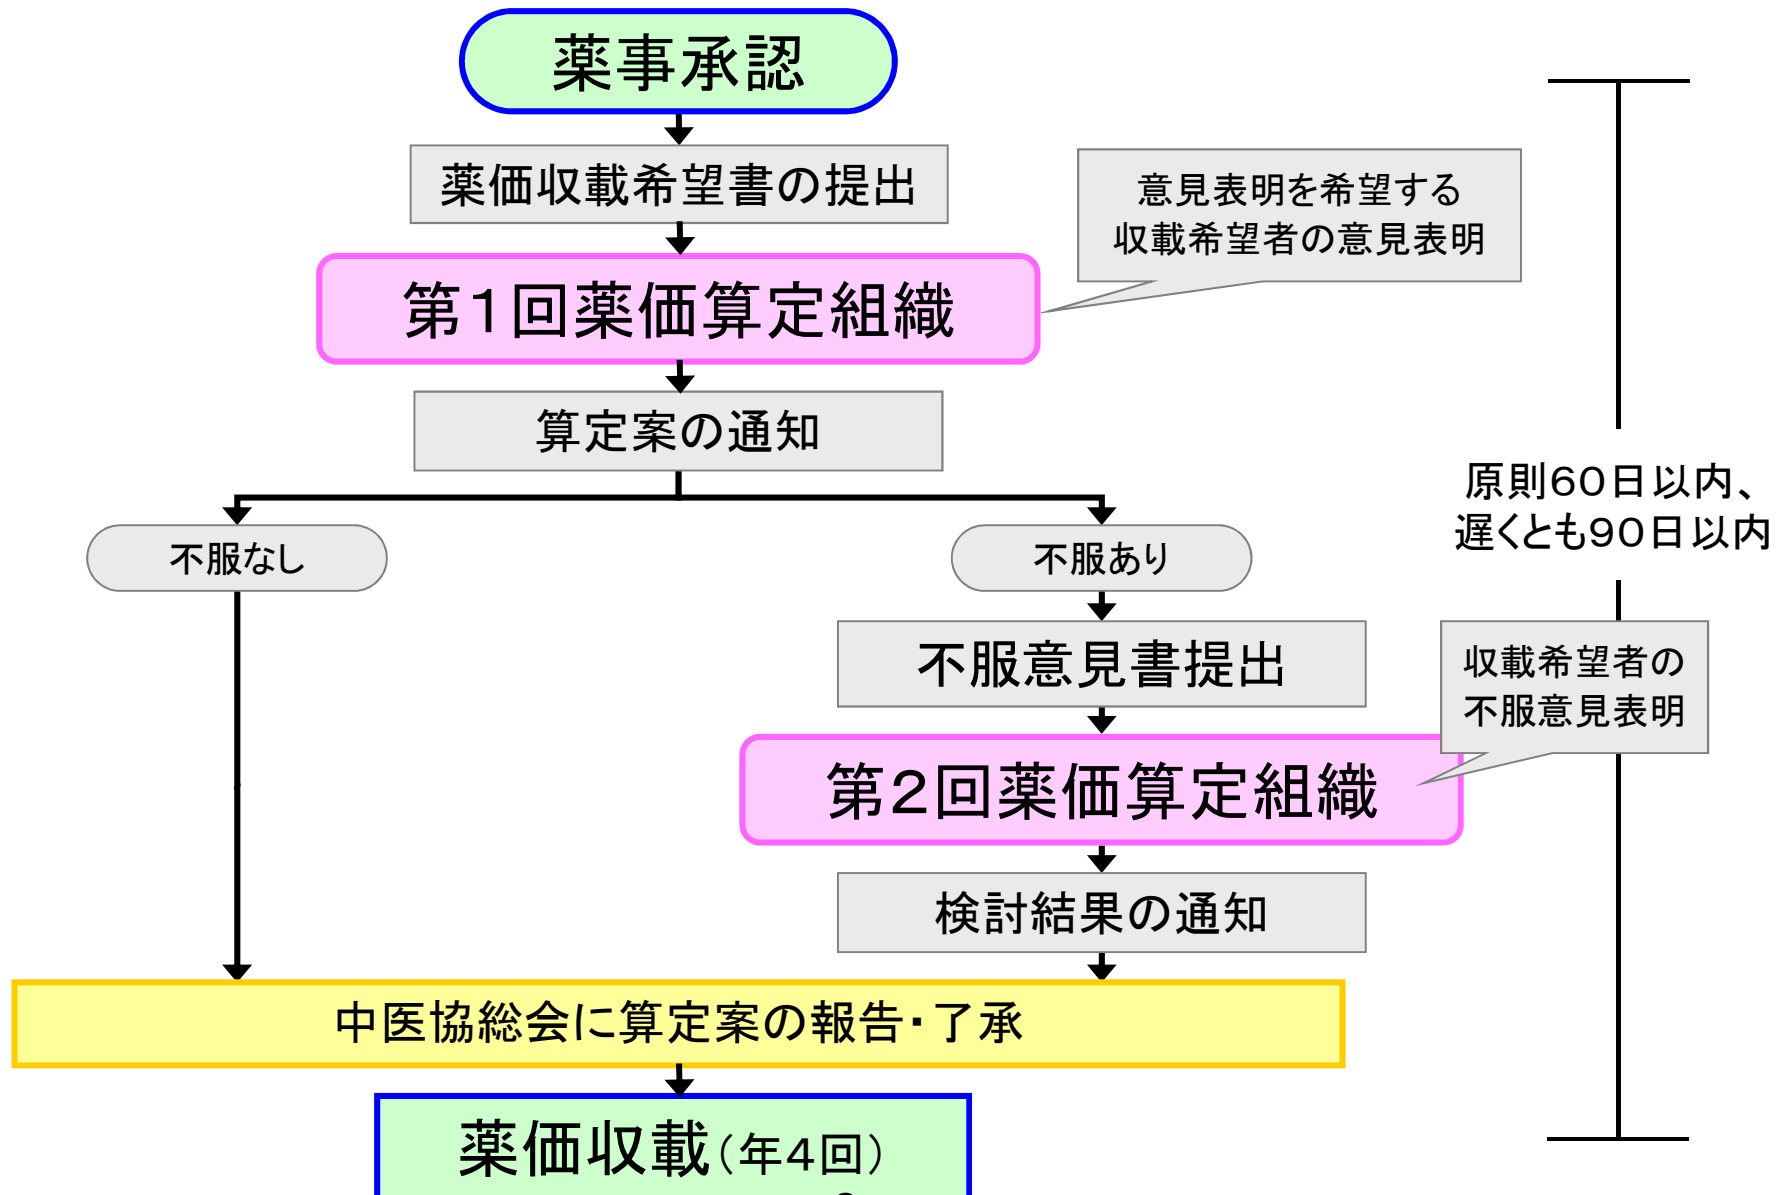 薬事承認
薬価収載希望書の提出
意見表明を希望する
収載希望者の意見表明
第1回薬価算定組織
算定案の通知
原則60日以内、
遅くとも90日以内
不服なし
不服あり
不服意見書提出
収載希望者の
不服意見表明
第2回薬価算定組織
検討結果の通知
中医協総会に算定案の報告・了承
薬価収載(年4回)